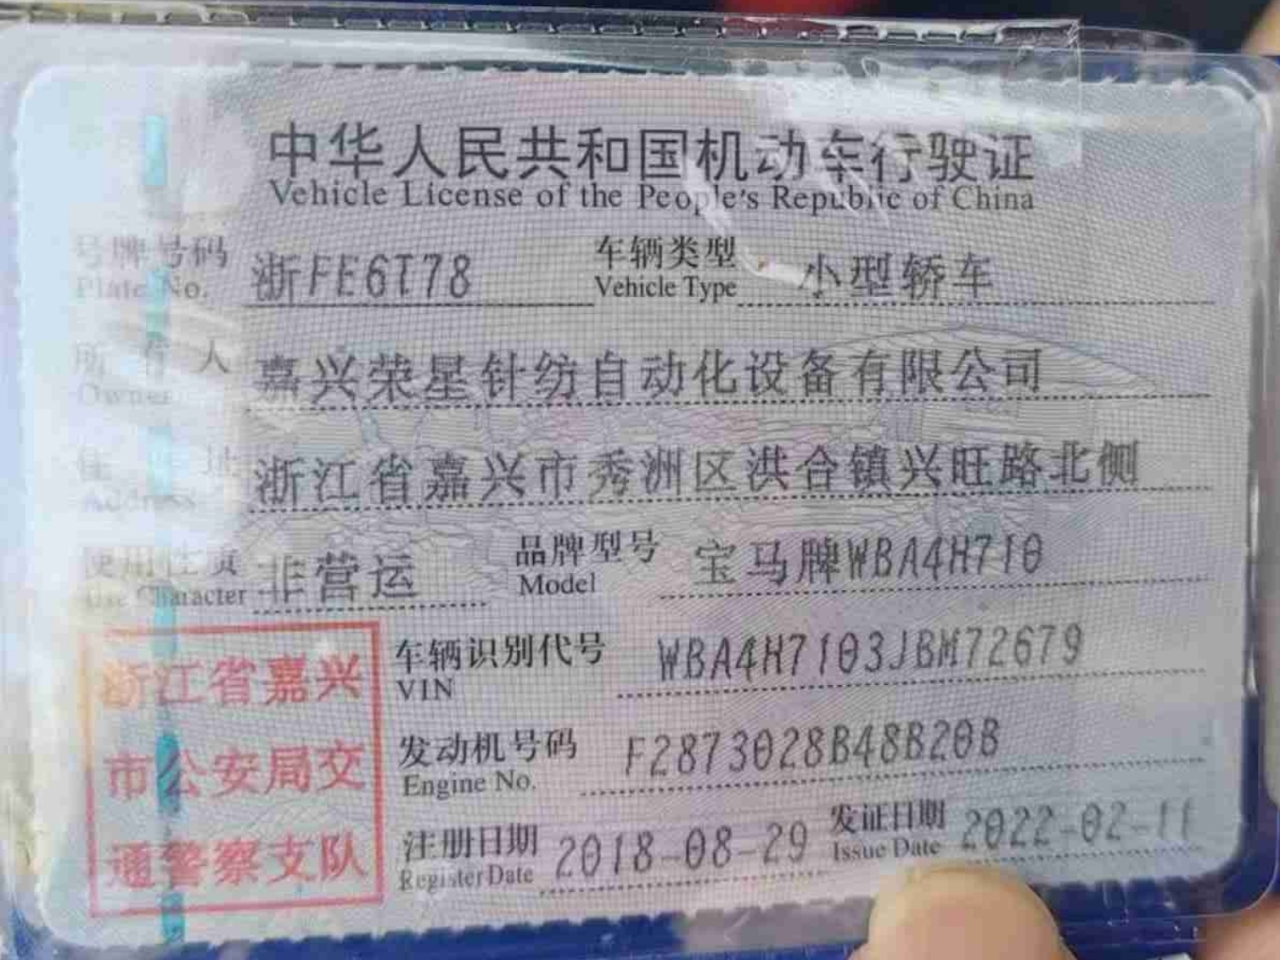 中华人民共和国机动车行驶证
Vehicle License of the People's Republic of China
号牌号码 浙FE6T78 车辆类型 小型轿车
Plate No. Vehicle Type
所有人 嘉兴荣星针纺自动化设备有限公司
Owner
住址 浙江省嘉兴市秀洲区洪合镇兴旺路北侧
Address
使用性质 非营运 品牌型号 宝马牌WBA4H710
Use Character Model
浙江省嘉兴
市公安局交
通警察支队
车辆识别代号 WBA4H7103JBM72679
VIN
发动机号码 F2873028B48B20B
Engine No.
注册日期 2018-08-29 发证日期 2022-02-11
Register Date Issue Date